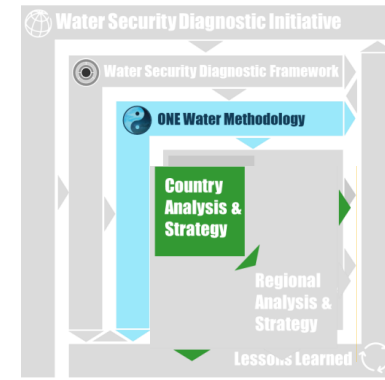 Water Security Diagnostic Initiative
Water Security Diagnostic Framework
ONE Water Methodology
Country
Analysis &
Strategy
Regional
Analysis &
Strategy
Lessons Learned